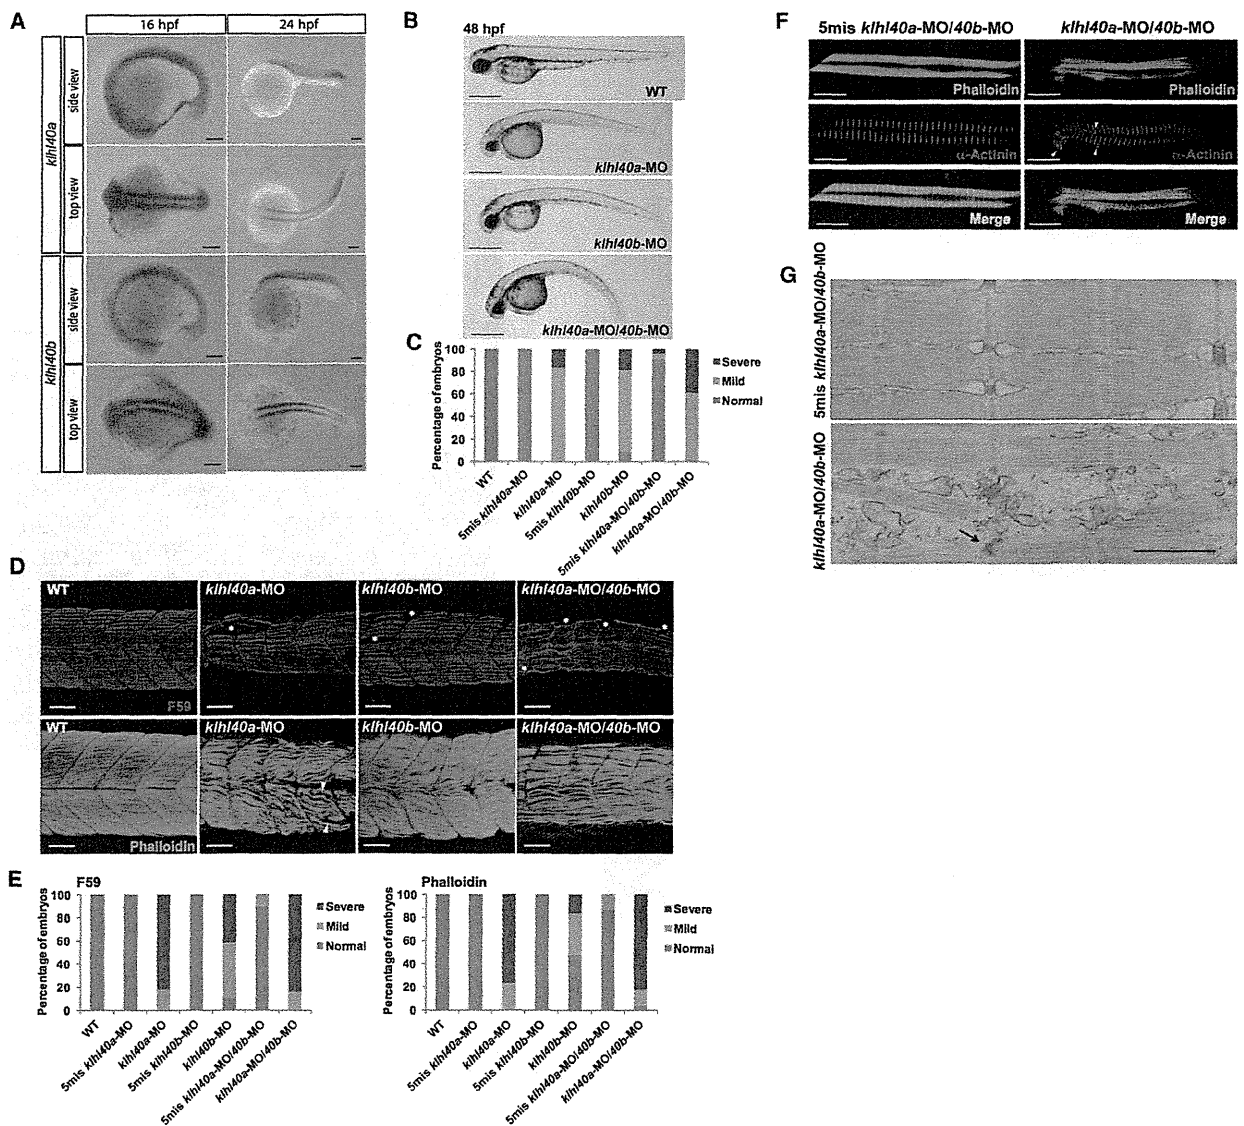 A
16 hpf
24 hpf
klhl40a
side view
top view
klhl40b
side view
top view
B
48 hpf
WT
klhl40a-MO
klhl40b-MO
klhl40a-MO/40b-MO
C
Percentage of embryos
100
80
60
40
20
0
Severe
Mild
Normal
WT
5mis klhl40a-MO
klhl40a-MO
5mis klhl40b-MO
klhl40b-MO
5mis klhl40a-MO/40b-MO
klhl40a-MO/40b-MO
D
WT
klhl40a-MO
klhl40b-MO
klhl40a-MO/40b-MO
F59
WT
klhl40a-MO
klhl40b-MO
klhl40a-MO/40b-MO
Phalloidin
E
F59
Percentage of embryos
100
80
60
40
20
0
Severe
Mild
Normal
WT
5mis klhl40a-MO
klhl40a-MO
5mis klhl40b-MO
klhl40b-MO
5mis klhl40a-MO/40b-MO
klhl40a-MO/40b-MO
Phalloidin
Percentage of embryos
100
80
60
40
20
0
Severe
Mild
Normal
WT
5mis klhl40a-MO
klhl40a-MO
5mis klhl40b-MO
klhl40b-MO
5mis klhl40a-MO/40b-MO
klhl40a-MO/40b-MO
F
5mis klhl40a-MO/40b-MO
klhl40a-MO/40b-MO
Phalloidin
Phalloidin
α-Actinin
α-Actinin
Merge
Merge
G
5mis klhl40a-MO/40b-MO
klhl40a-MO/40b-MO